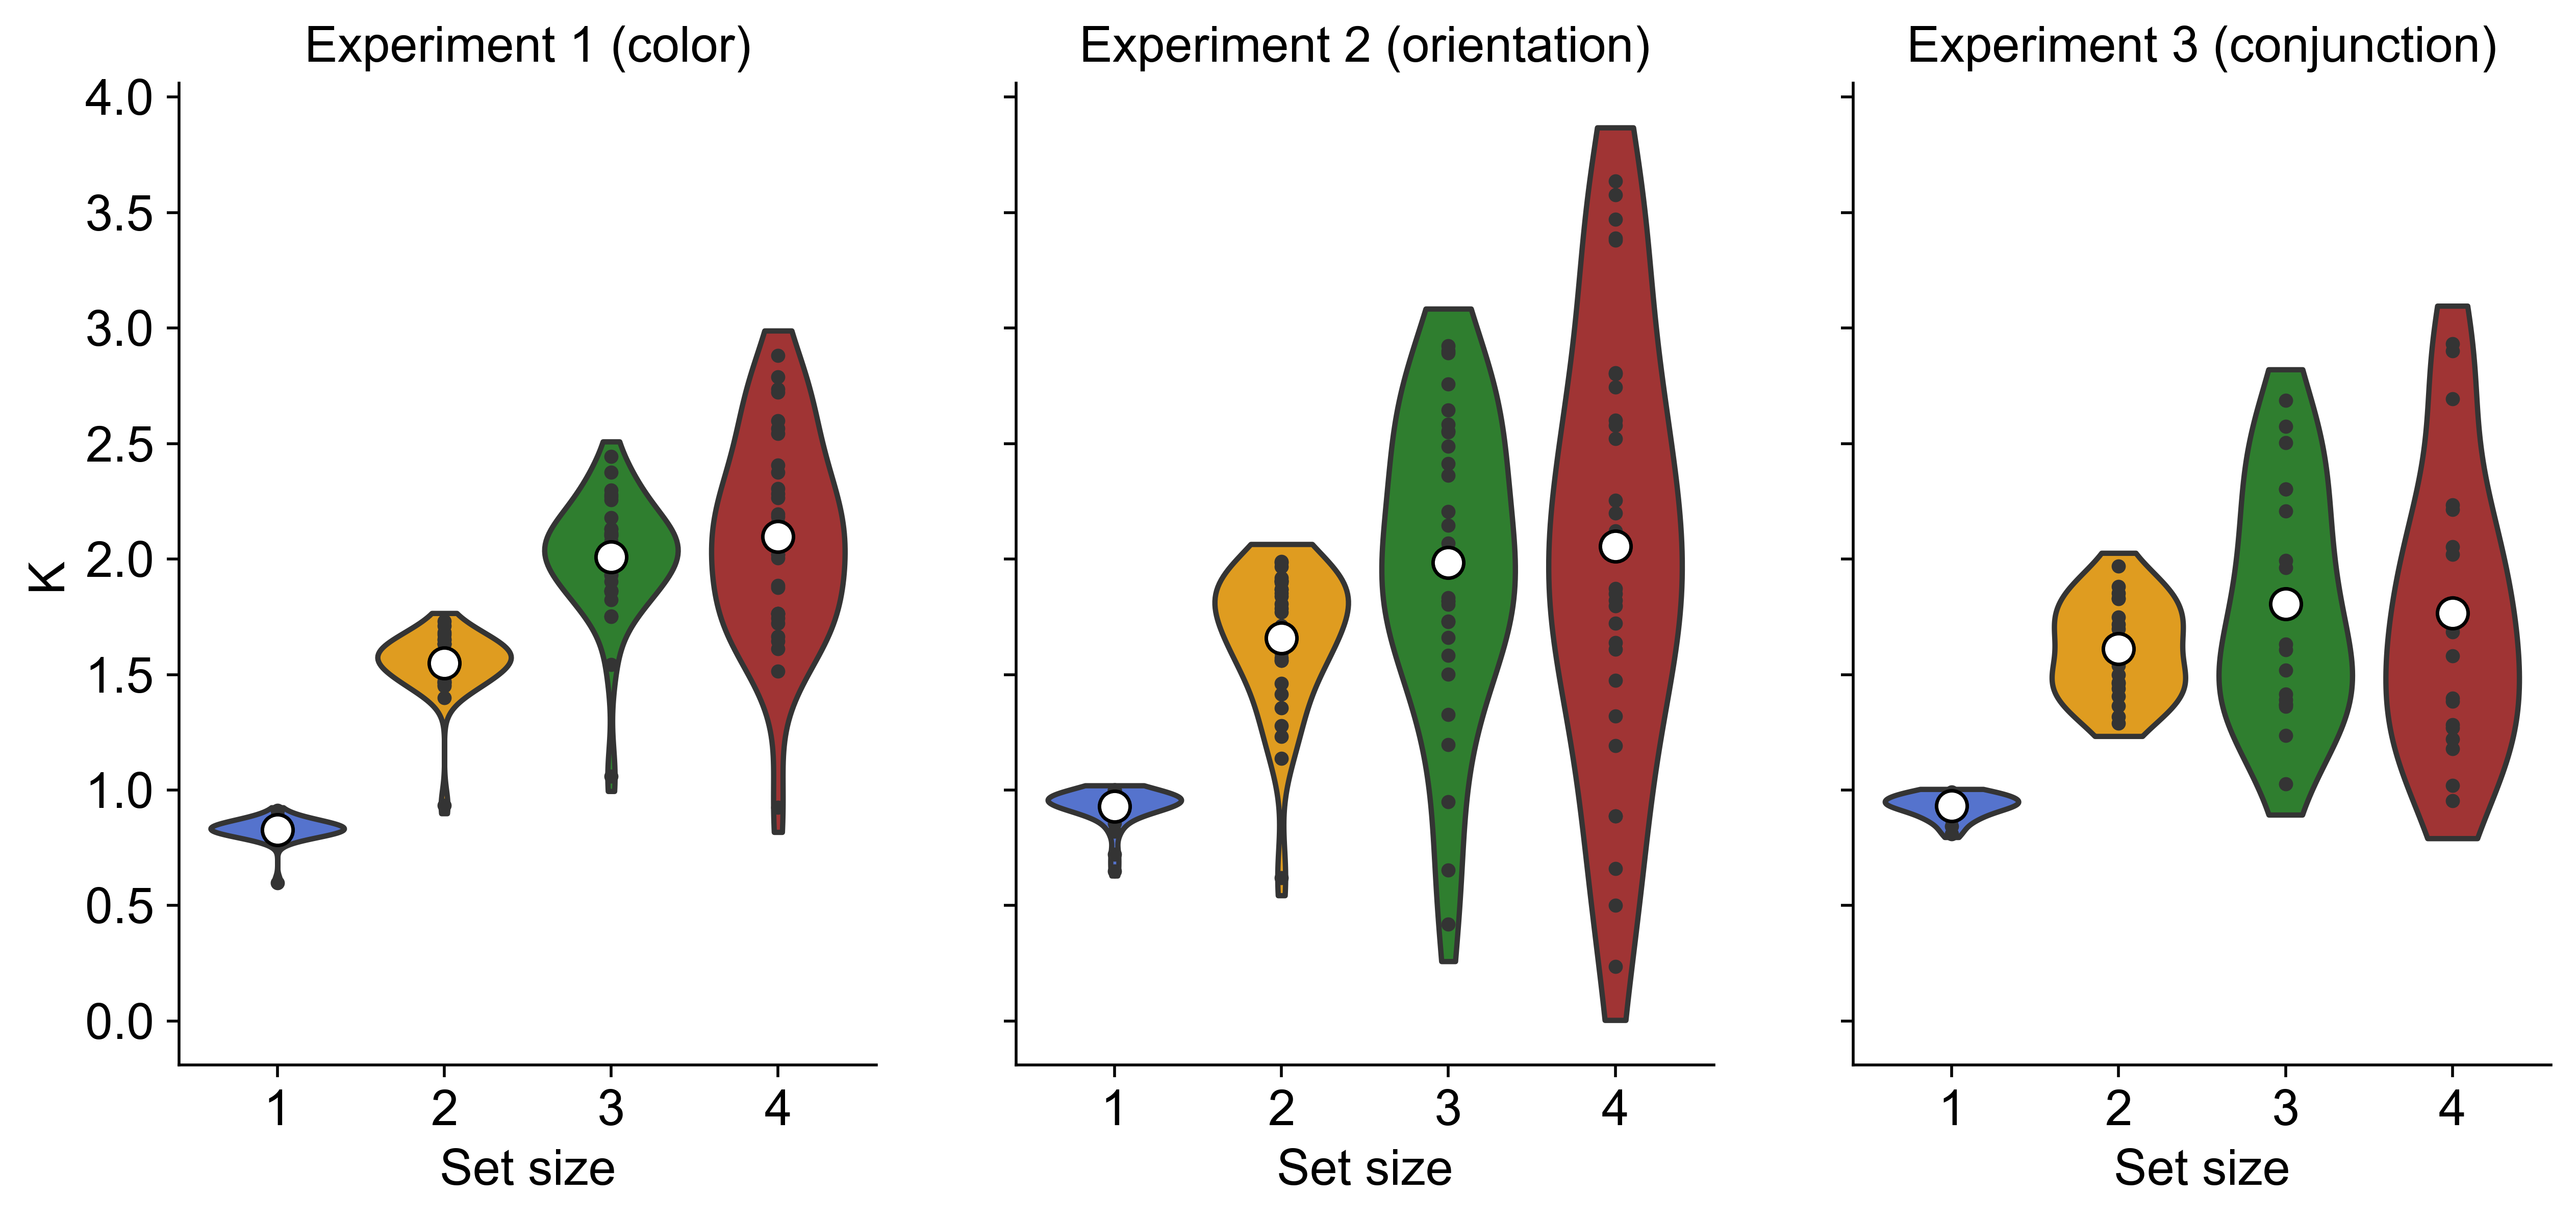 Experiment 1 (color)
Experiment 2 (orientation)
Experiment 3 (conjunction)
4.0
3.5
3.0
2.5
2.0
1.5
1.0
0.5
0.0
K
1 2 3 4
1 2 3 4
1 2 3 4
Set size
Set size
Set size